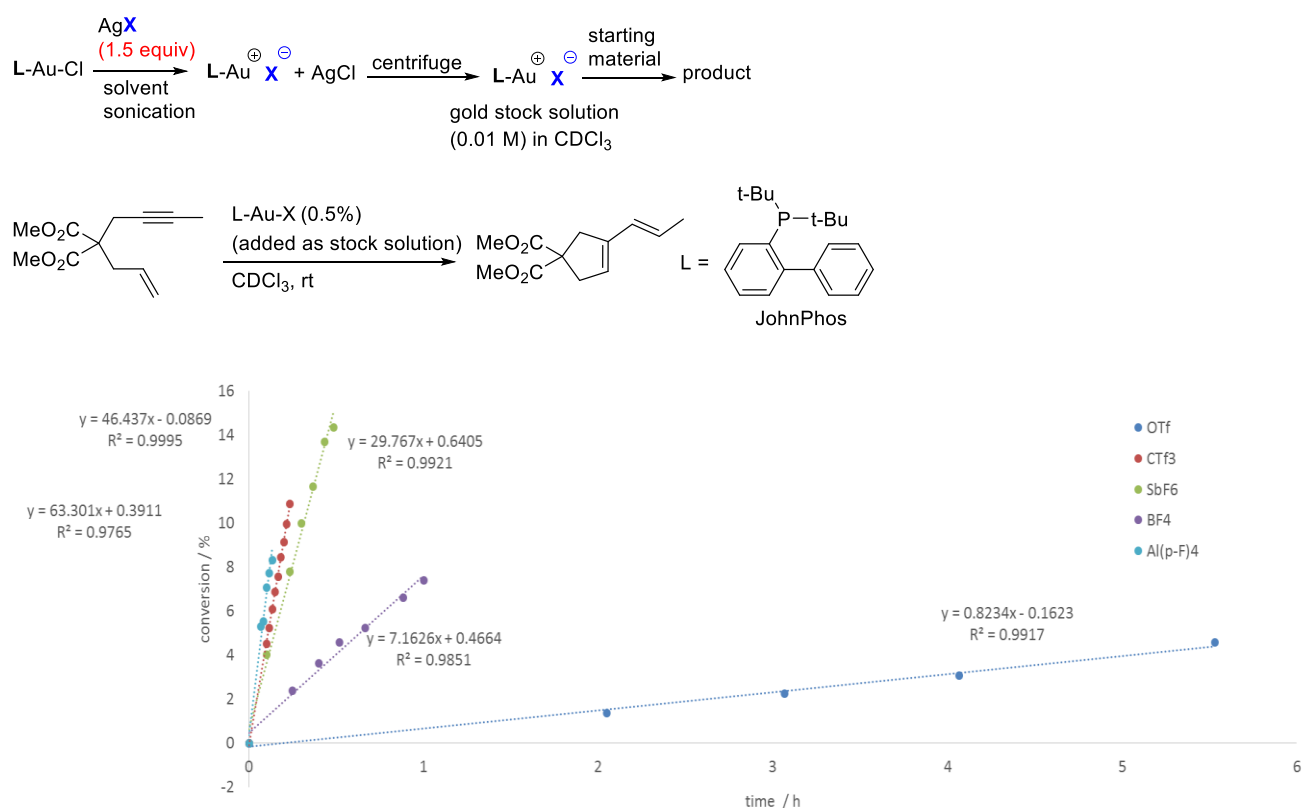 AgX
(1.5 equiv)
L-Au-Cl
solvent
sonication
L-Au⊕ X⊖ + AgCl
centrifuge
L-Au⊕ X⊖
gold stock solution
(0.01 M) in CDCl3
starting
material
product
MeO2C
MeO2C
L-Au-X (0.5%)
(added as stock solution)
CDCl3, rt
MeO2C
MeO2C
L =
t-Bu
P
t-Bu
JohnPhos
16
14
12
10
8
6
4
2
0
-2
conversion / %
y = 46.437x - 0.0869
R² = 0.9995
y = 29.767x + 0.6405
R² = 0.9921
y = 63.301x + 0.3911
R² = 0.9765
y = 7.1626x + 0.4664
R² = 0.9851
y = 0.8234x - 0.1623
R² = 0.9917
OTf
CTf3
SbF6
BF4
Al(p-F)4
0
1
2
3
4
5
6
time / h